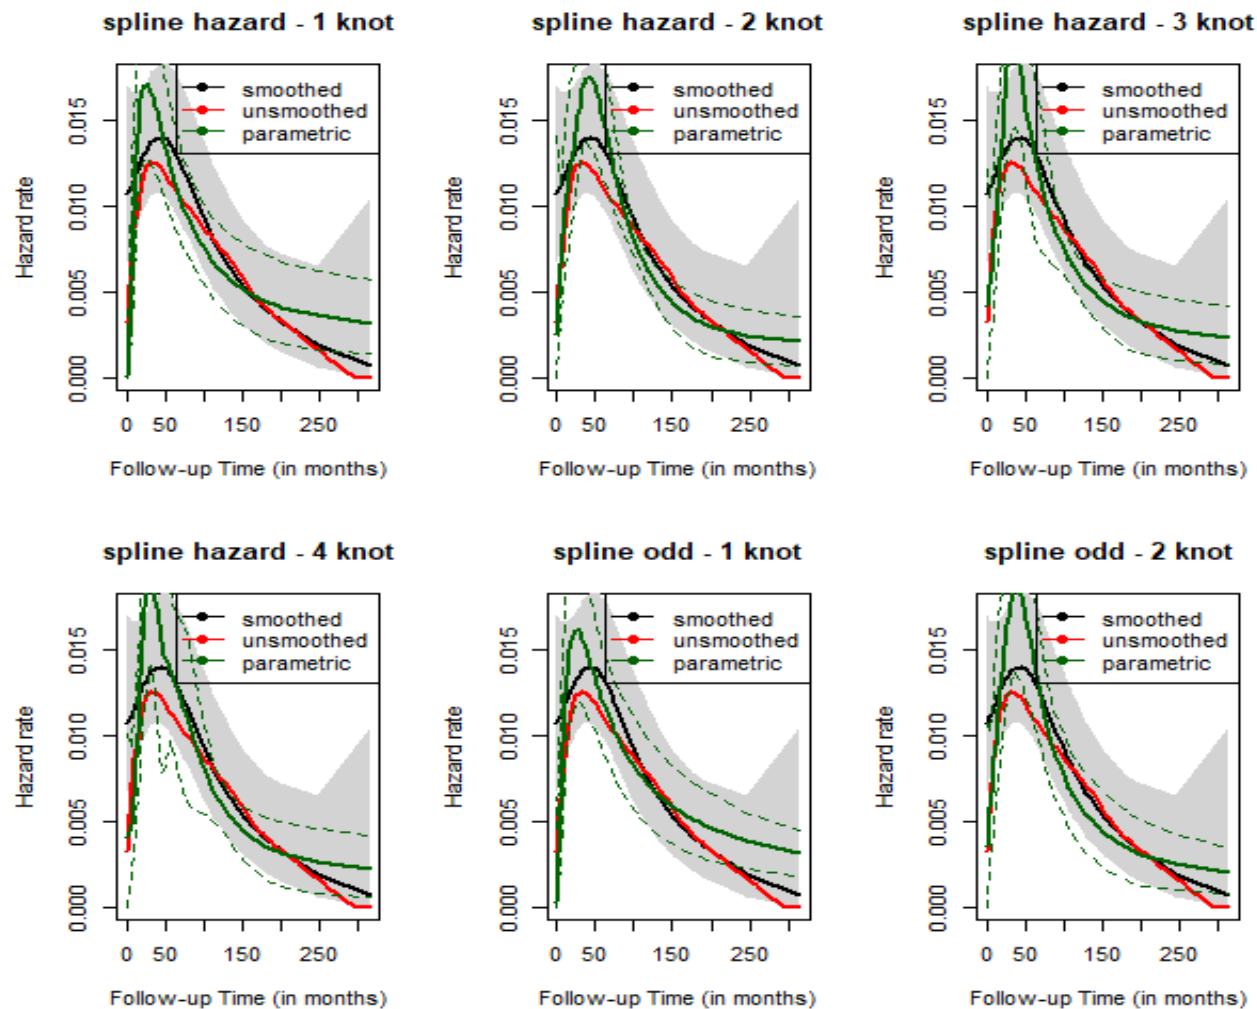 spline hazard - 1 knot
0.015
0.010
0.005
0.000
Hazard rate
smoothed
unsmoothed
parametric
0 50 150 250
Follow-up Time (in months)
spline hazard - 2 knot
0.015
0.010
0.005
0.000
Hazard rate
smoothed
unsmoothed
parametric
0 50 150 250
Follow-up Time (in months)
spline hazard - 3 knot
0.015
0.010
0.005
0.000
Hazard rate
smoothed
unsmoothed
parametric
0 50 150 250
Follow-up Time (in months)
spline hazard - 4 knot
0.015
0.010
0.005
0.000
Hazard rate
smoothed
unsmoothed
parametric
0 50 150 250
Follow-up Time (in months)
spline odd - 1 knot
0.015
0.010
0.005
0.000
Hazard rate
smoothed
unsmoothed
parametric
0 50 150 250
Follow-up Time (in months)
spline odd - 2 knot
0.015
0.010
0.005
0.000
Hazard rate
smoothed
unsmoothed
parametric
0 50 150 250
Follow-up Time (in months)